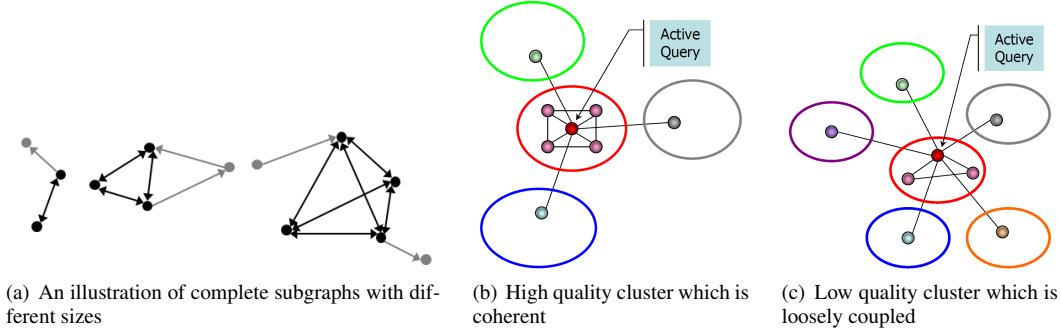 Active
Query
Active
Query
(a) An illustration of complete subgraphs with dif-
ferent sizes
(b) High quality cluster which is
coherent
(c) Low quality cluster which is
loosely coupled